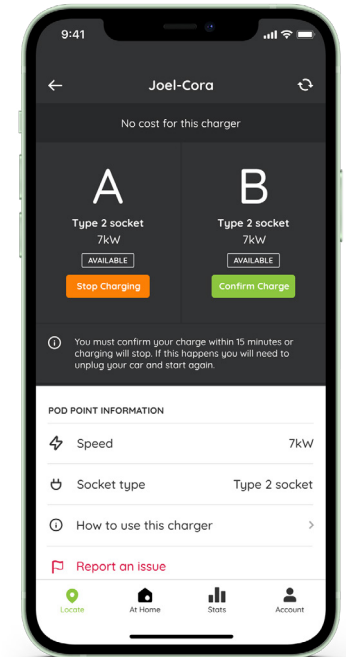 9:41
Joel-Cora
No cost for this charger
A
Type 2 socket
7kW
AVAILABLE
Stop Charging
B
Type 2 socket
7kW
AVAILABLE
Confirm Charge
You must confirm your charge within 15 minutes or
charging will stop. If this happens you will need to
unplug your car and start again.
POD POINT INFORMATION
Speed 7kW
Socket type Type 2 socket
How to use this charger
Report an issue
Locate At Home Stats Account